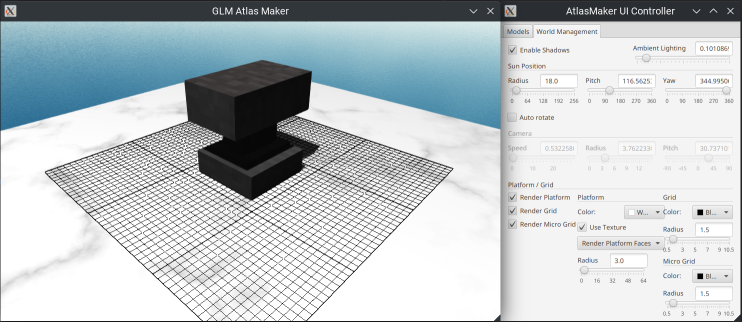 GLM Atlas Maker
AtlasMaker UI Controller
Models World Management
Enable Shadows
Ambient Lighting 0.1010869
Sun Position
Radius 18.0 Pitch 116.5625 Yaw 344.9950
0 64 128 192 256 0 90 180 270 360 0 90 180 270 360
Auto rotate
Camera
Speed 0.532258 Radius 3.762233 Pitch 30.73710
0 10 20 0 3 6 9 12 -90 -45 0 45 90
Platform / Grid
Render Platform Platform Grid
Render Grid Color: W... Color: Bl...
Render Micro Grid Use Texture Radius 1.5
Render Platform Faces 0.5 3 5 7 9 10.5
Radius 3.0 Micro Grid
0 16 32 48 64 Color: Bl...
Radius 1.5
0.5 3 5 7 9 10.5